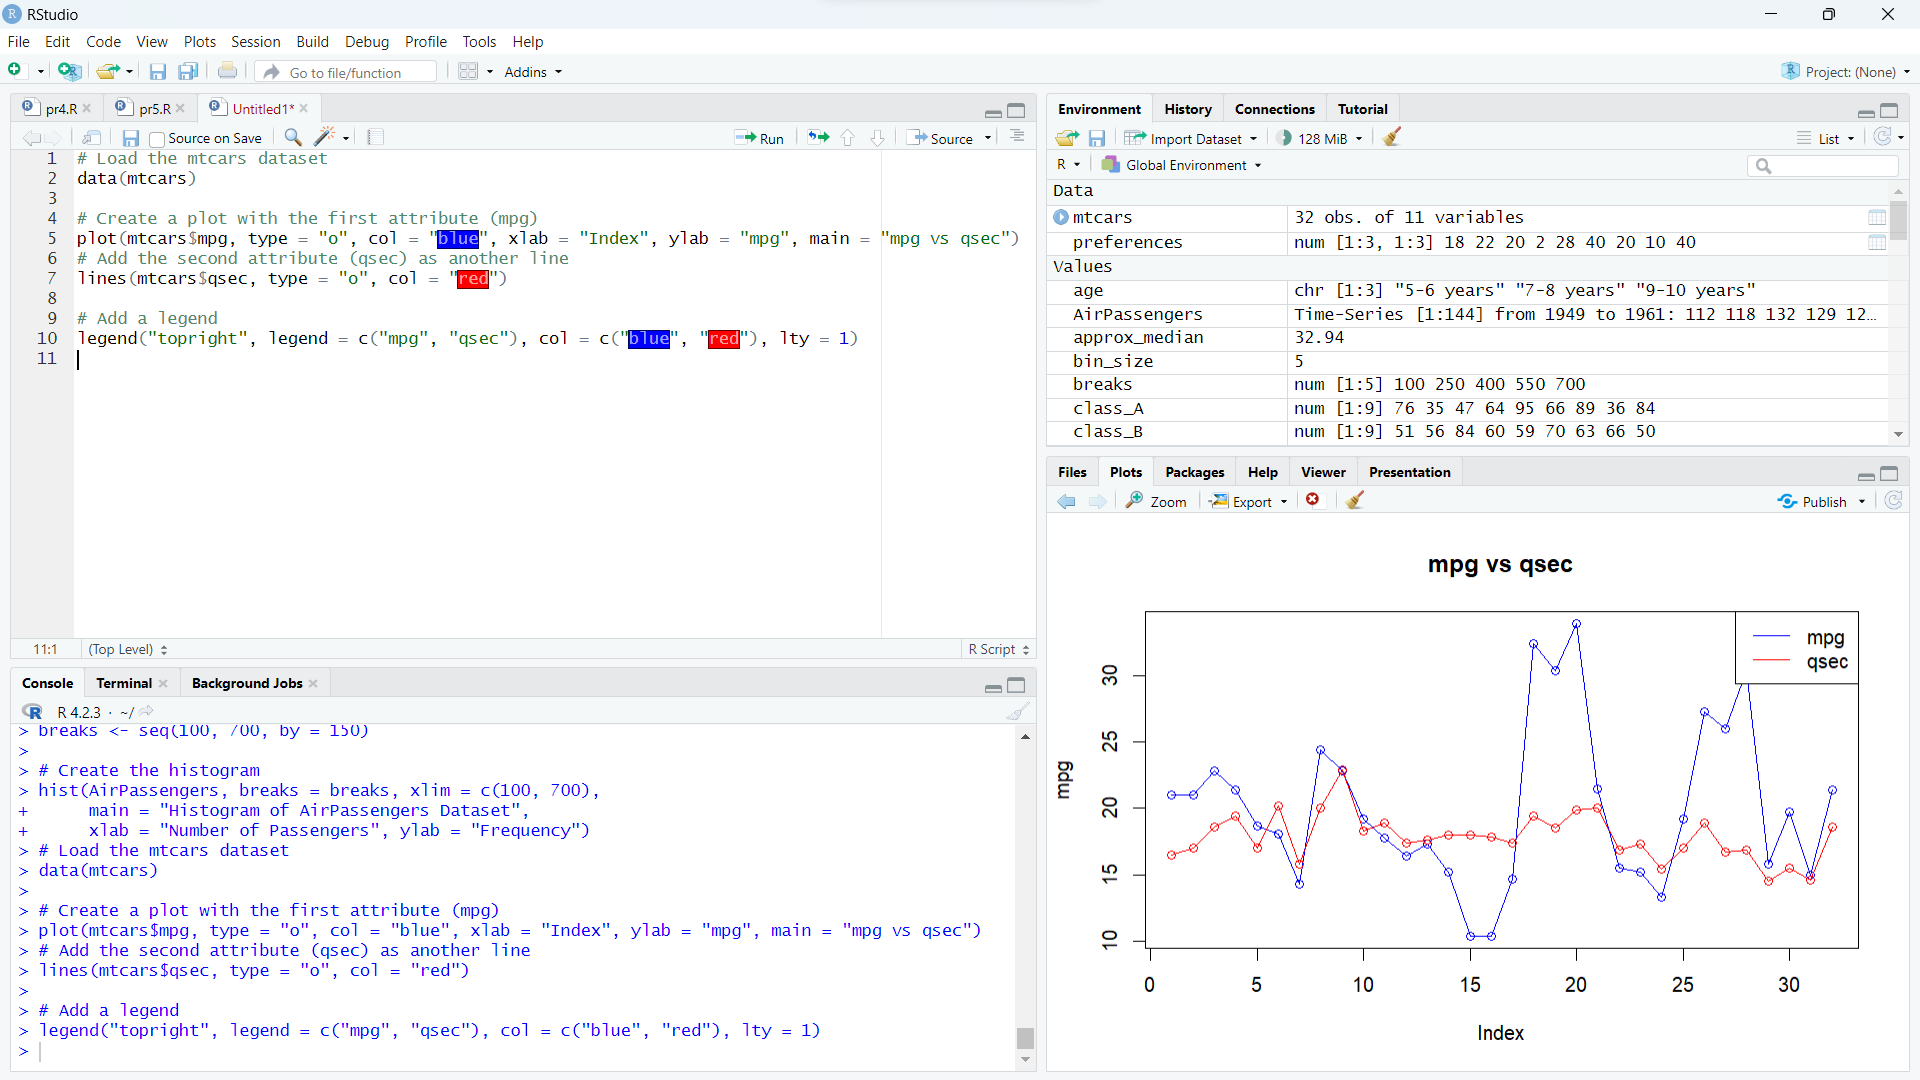 RStudio
File Edit Code View Plots Session Build Debug Profile Tools Help
Go to file/function Addins Project: (None)
pr4.R pr5.R Untitled1*
Source on Save Run Source
1 # Load the mtcars dataset
2 data(mtcars)
3
4 # Create a plot with the first attribute (mpg)
5 plot(mtcars$mpg, type = "o", col = "blue", xlab = "Index", ylab = "mpg", main = "mpg vs qsec")
6 # Add the second attribute (qsec) as another line
7 lines(mtcars$qsec, type = "o", col = "red")
8
9 # Add a legend
10 legend("topright", legend = c("mpg", "qsec"), col = c("blue", "red"), lty = 1)
11
11:1 (Top Level) R Script
Console Terminal Background Jobs
R 4.2.3 · ~/
> breaks <- seq(100, 700, by = 150)
>
> # Create the histogram
> hist(AirPassengers, breaks = breaks, xlim = c(100, 700),
+ main = "Histogram of AirPassengers Dataset",
+ xlab = "Number of Passengers", ylab = "Frequency")
> # Load the mtcars dataset
> data(mtcars)
>
> # Create a plot with the first attribute (mpg)
> plot(mtcars$mpg, type = "o", col = "blue", xlab = "Index", ylab = "mpg", main = "mpg vs qsec")
> # Add the second attribute (qsec) as another line
> lines(mtcars$qsec, type = "o", col = "red")
>
> # Add a legend
> legend("topright", legend = c("mpg", "qsec"), col = c("blue", "red"), lty = 1)
>
Environment History Connections Tutorial
Import Dataset 128 MiB List
R Global Environment
Data
mtcars 32 obs. of 11 variables
preferences num [1:3, 1:3] 18 22 20 2 28 40 20 10 40
Values
age chr [1:3] "5-6 years" "7-8 years" "9-10 years"
AirPassengers Time-Series [1:144] from 1949 to 1961: 112 118 132 129 12…
approx_median 32.94
bin_size 5
breaks num [1:5] 100 250 400 550 700
class_A num [1:9] 76 35 47 64 95 66 89 36 84
class_B num [1:9] 51 56 84 60 59 70 63 66 50
Files Plots Packages Help Viewer Presentation
Zoom Export Publish
mpg vs qsec
mpg
qsec
30
25
20
15
10
mpg
0 5 10 15 20 25 30
Index